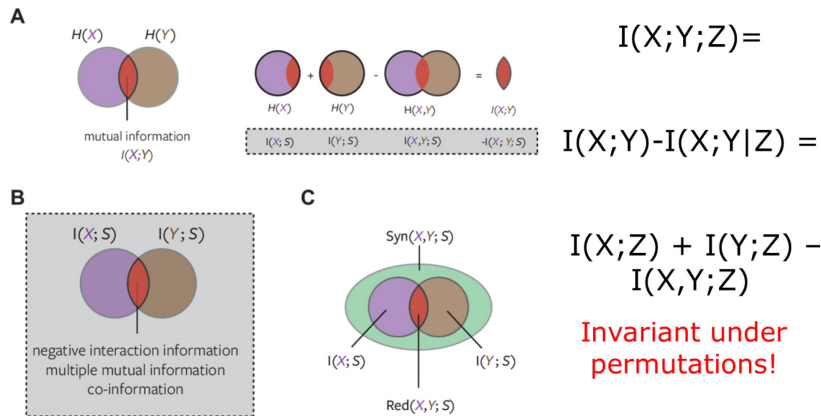 A
H(X)
H(Y)
mutual information
I(X;Y)
+
-
=
H(X)
H(Y)
H(X,Y)
I(X;Y)
I(X; S)
I(Y; S)
I(X,Y; S)
-I(X; Y; S)
I(X;Y;Z)=
I(X;Y)-I(X;Y|Z) =
I(X;Z) + I(Y;Z) –
I(X,Y;Z)
Invariant under
permutations!
B
I(X; S)
I(Y; S)
negative interaction information
multiple mutual information
co-information
C
Syn(X,Y; S)
I(X; S)
I(Y; S)
Red(X,Y; S)